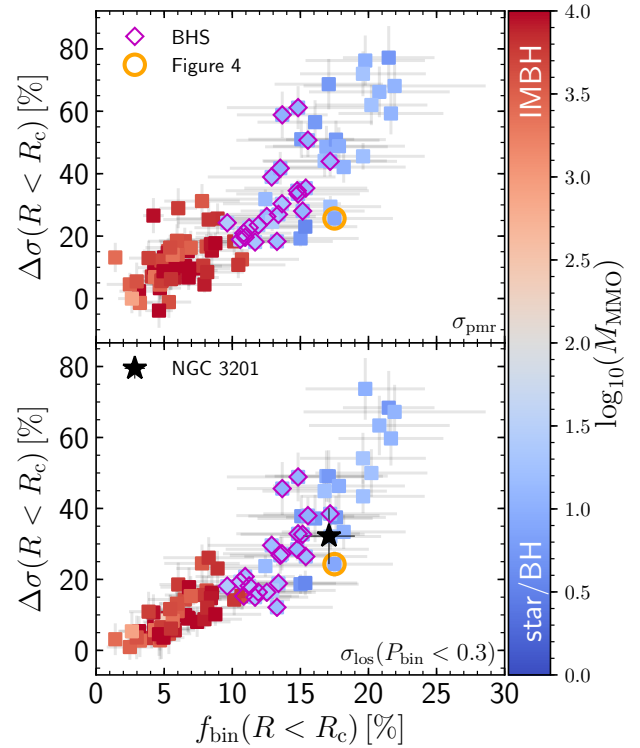 BHS
Figure 4
Δσ(R < R_c) [%]
80
60
40
20
0
σ_pmr
NGC 3201
Δσ(R < R_c) [%]
80
60
40
20
0
σ_los(P_bin < 0.3)
0 5 10 15 20 25 30
f_bin(R < R_c) [%]
IMBH
star/BH
4.0
3.5
3.0
2.5
2.0
1.5
1.0
0.5
0.0
log_10(M_MMO)